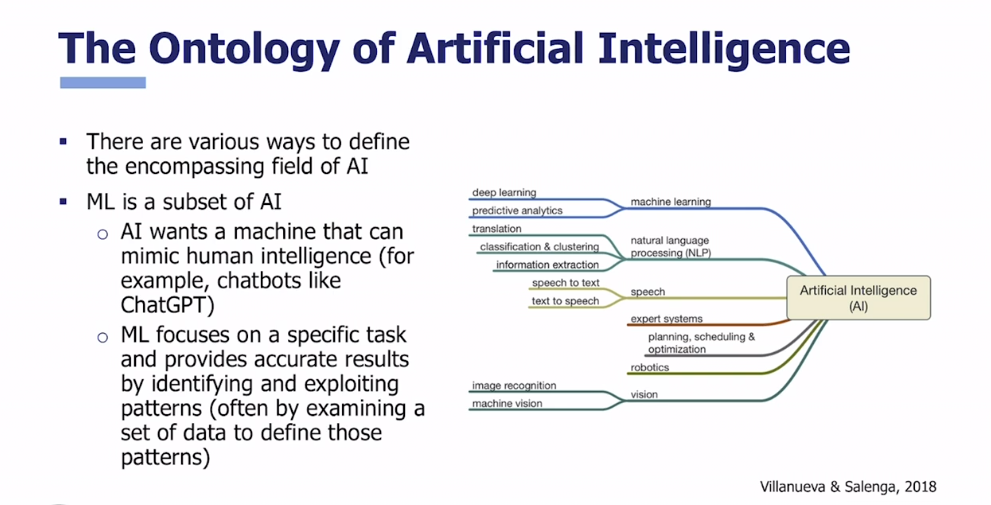 The Ontology of Artificial Intelligence
▪ There are various ways to define
the encompassing field of AI
▪ ML is a subset of AI
○ AI wants a machine that can
mimic human intelligence (for
example, chatbots like
ChatGPT)
○ ML focuses on a specific task
and provides accurate results
by identifying and exploiting
patterns (often by examining a
set of data to define those
patterns)
deep learning
predictive analytics
machine learning
translation
classification & clustering
information extraction
natural language
processing (NLP)
speech to text
text to speech
speech
expert systems
planning, scheduling &
optimization
robotics
image recognition
machine vision
vision
Artificial Intelligence
(AI)
Villanueva & Salenga, 2018